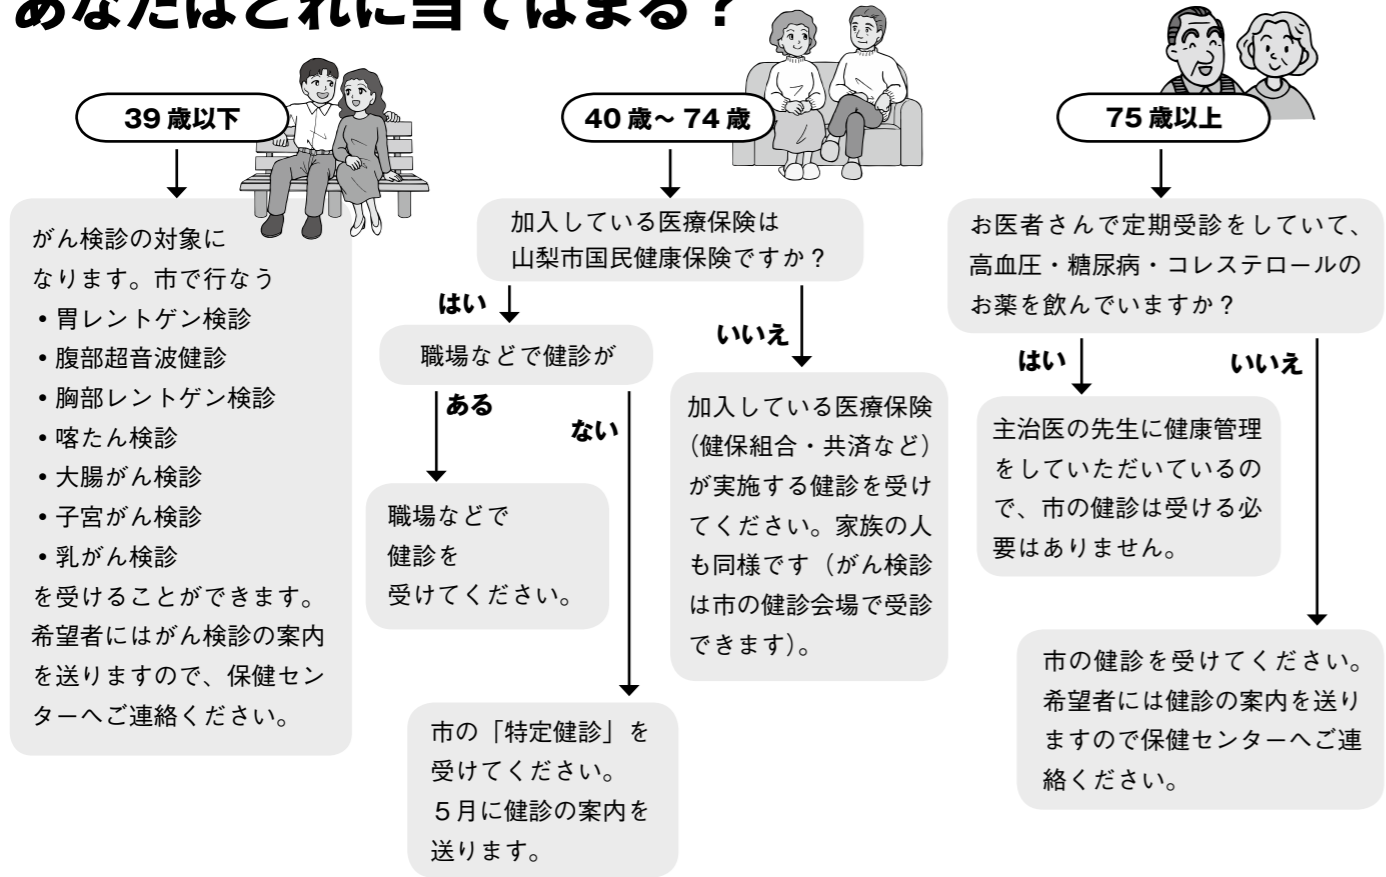 あなたはどれに当てはまる？
39 歳以下
がん検診の対象に
なります。市で行なう
・胃レントゲン検診
・腹部超音波健診
・胸部レントゲン検診
・喀たん検診
・大腸がん検診
・子宮がん検診
・乳がん検診
を受けることができます。
希望者にはがん検診の案内
を送りますので、保健セン
ターへご連絡ください。
40 歳～ 74 歳
加入している医療保険は
山梨市国民健康保険ですか？
はい
職場などで健診が
ある
職場などで
健診を
受けてください。
ない
市の「特定健診」を
受けてください。
５月に健診の案内を
送ります。
いいえ
加入している医療保険
（健保組合・共済など）
が実施する健診を受け
てください。家族の人
も同様です（がん検診
は市の健診会場で受診
できます）。
75 歳以上
お医者さんで定期受診をしていて、
高血圧・糖尿病・コレステロールの
お薬を飲んでいますか？
はい
主治医の先生に健康管理
をしていただいているの
で、市の健診は受ける必
要はありません。
いいえ
市の健診を受けてください。
希望者には健診の案内を送り
ますので保健センターへご連
絡ください。